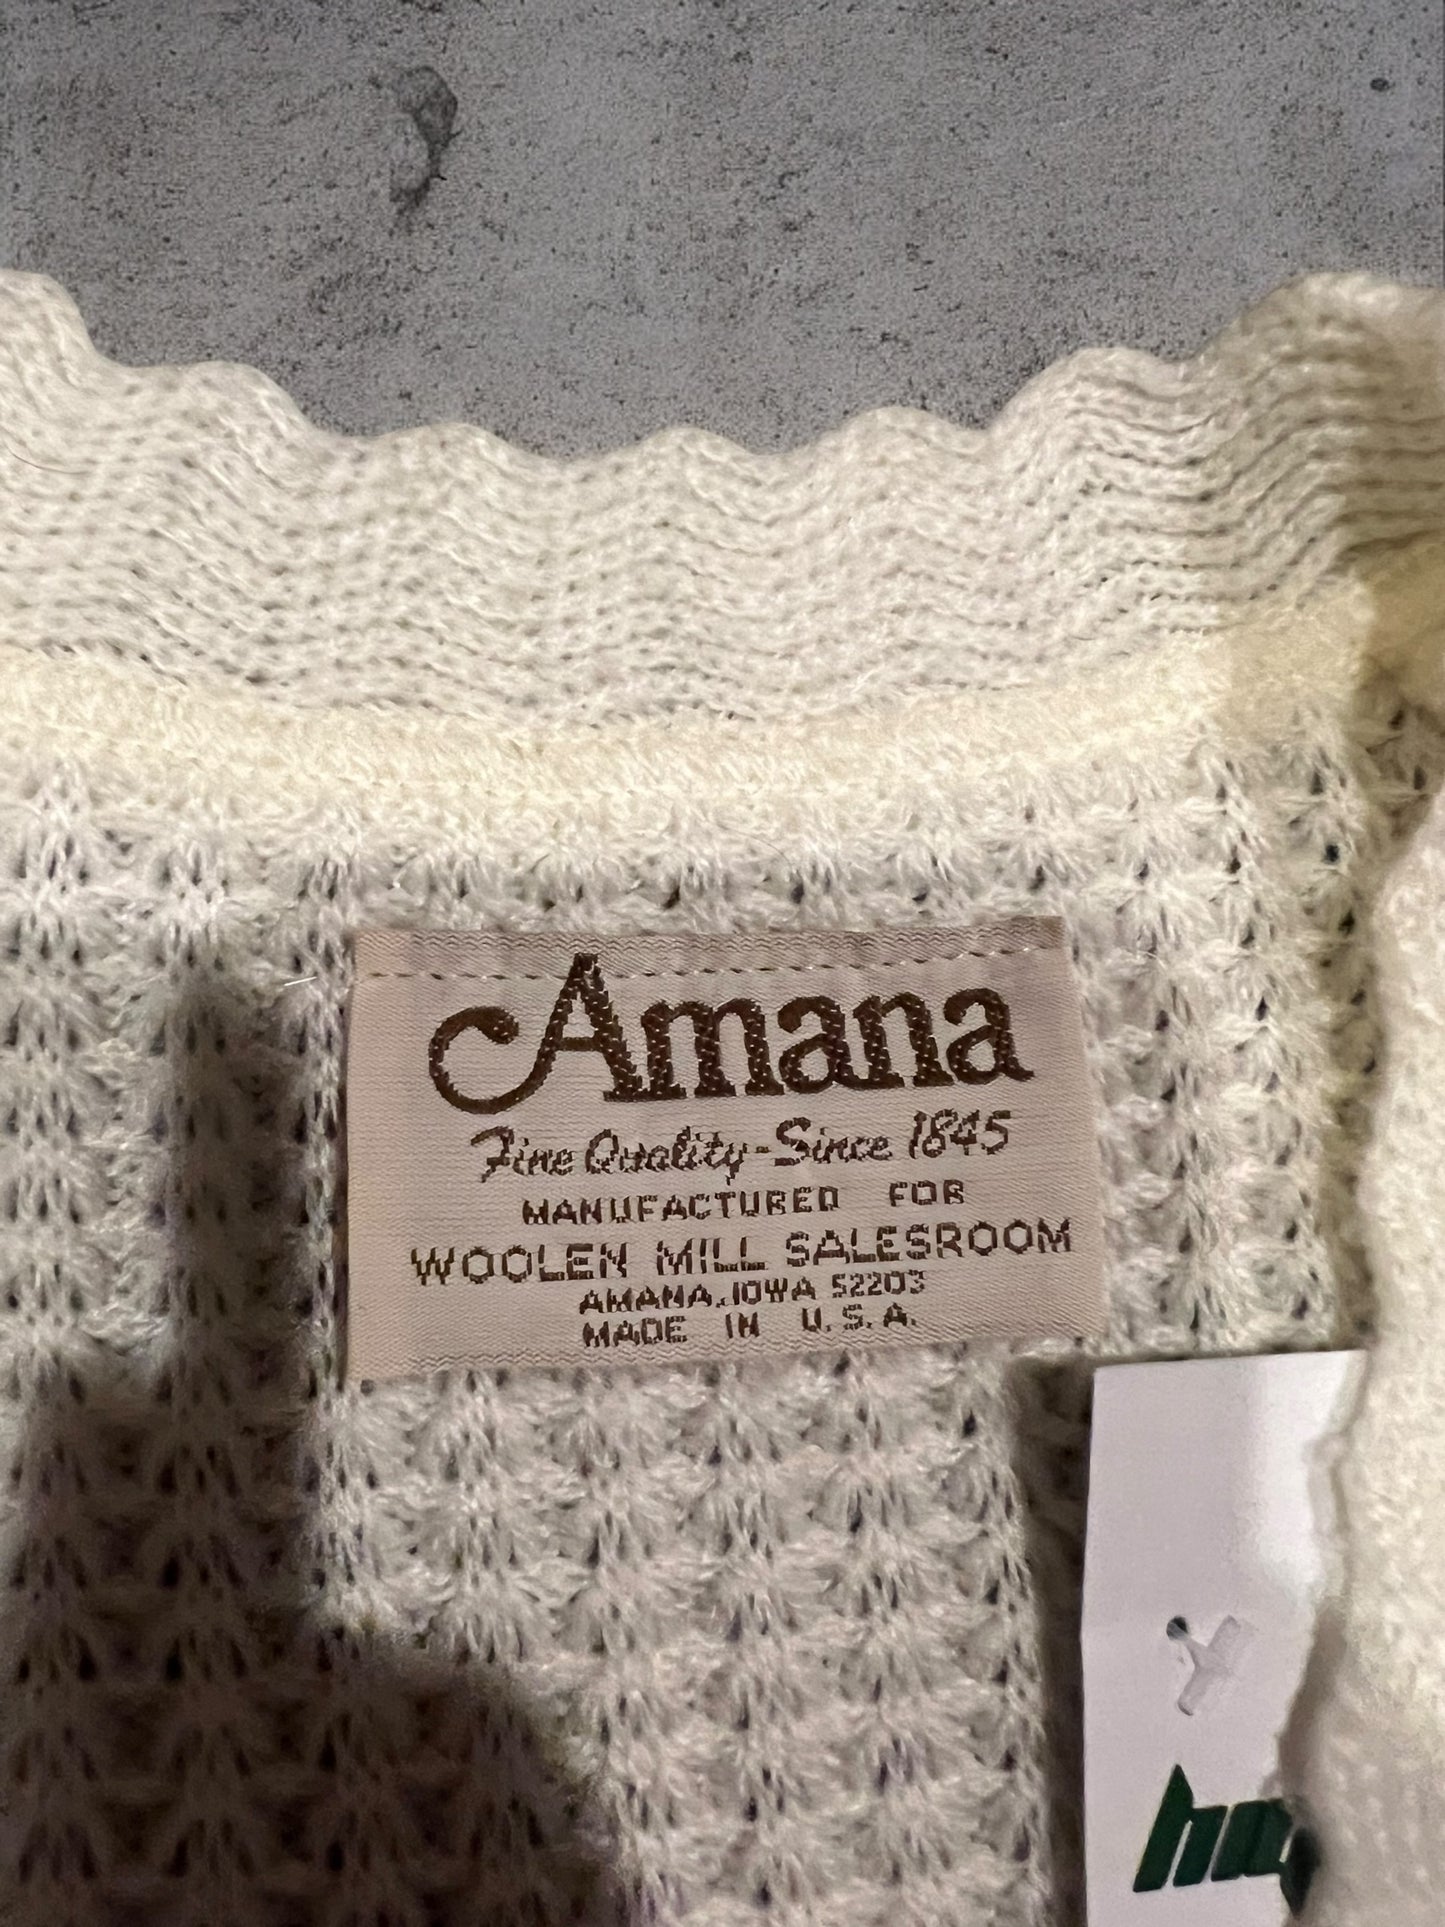 Amana
Fine Quality-Since 1845
MANUFACTURED FOR
WOOLEN MILL SALESROOM
AMANA, IOWA 52203
MADE IN U.S.A.